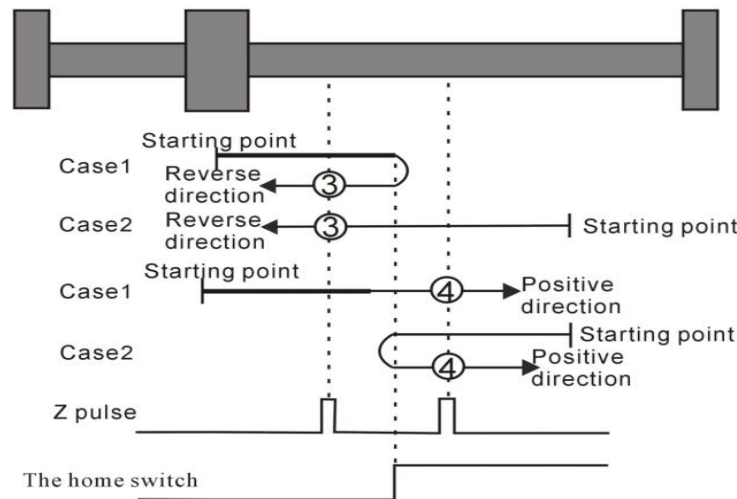 Starting point
Case1
Reverse
direction
③
Case2
Reverse
direction
③
Starting point
Starting point
Case1
④
Positive
direction
Starting point
Case2
④
Positive
direction
Z pulse
The home switch